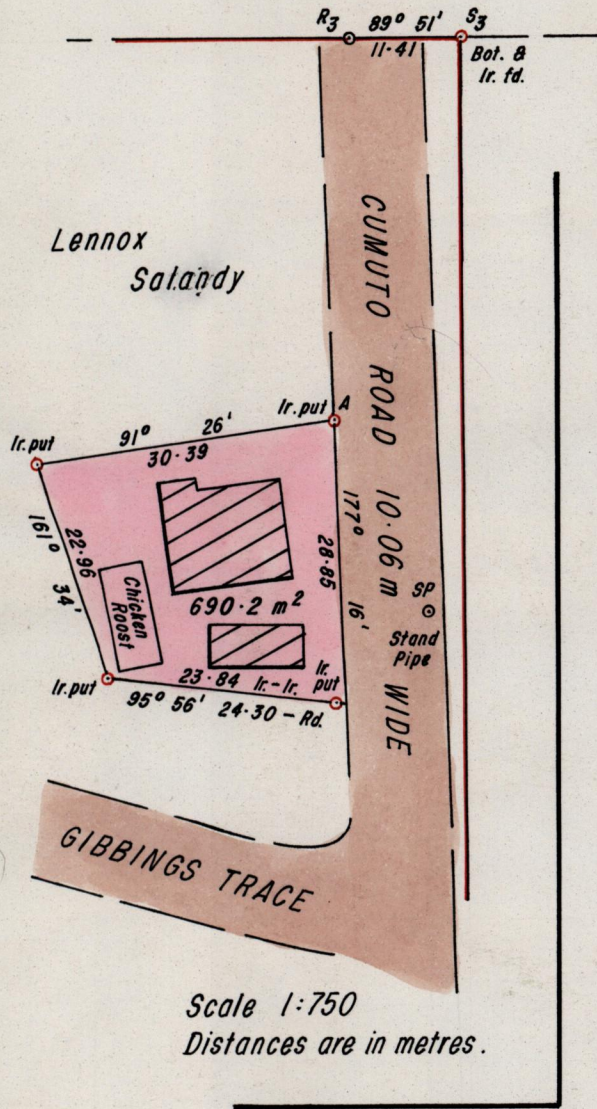 R3 89° 51' S3
11·41
Bot. &
Ir. fd.
Lennox
Salandy
CUMUTO ROAD 10·06 m WIDE
Ir. put A
Ir. put
91° 26'
30·39
161° 34'
22·96
177° 16'
28·85
Chicken
Roost
690·2 m²
SP
Stand
Pipe
Ir. put
23·84 Ir.-Ir.
Ir.
put
95° 56' 24·30 - Rd.
GIBBINGS TRACE
Scale 1:750
Distances are in metres.